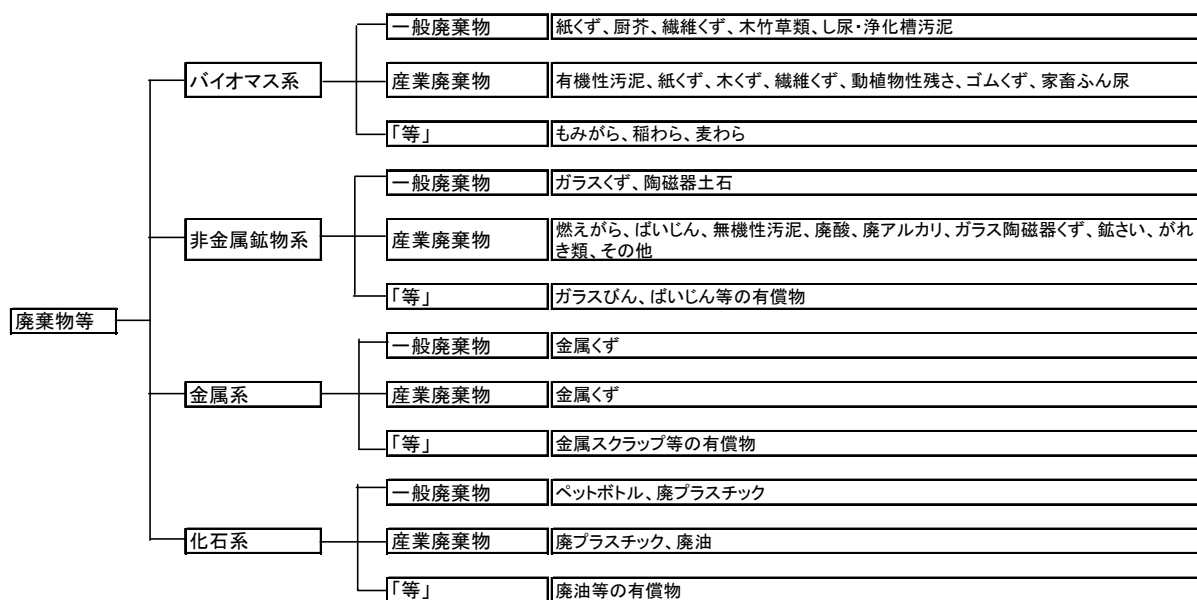 一般廃棄物
紙くず、厨芥、繊維くず、木竹草類、し尿・浄化槽汚泥
バイオマス系
産業廃棄物
有機性汚泥、紙くず、木くず、繊維くず、動植物性残さ、ゴムくず、家畜ふん尿
「等」
もみがら、稲わら、麦わら
一般廃棄物
ガラスくず、陶磁器土石
非金属鉱物系
産業廃棄物
燃えがら、ばいじん、無機性汚泥、廃酸、廃アルカリ、ガラス陶磁器くず、鉱さい、がれ
き類、その他
「等」
ガラスびん、ばいじん等の有償物
廃棄物等
一般廃棄物
金属くず
金属系
産業廃棄物
金属くず
「等」
金属スクラップ等の有償物
一般廃棄物
ペットボトル、廃プラスチック
化石系
産業廃棄物
廃プラスチック、廃油
「等」
廃油等の有償物